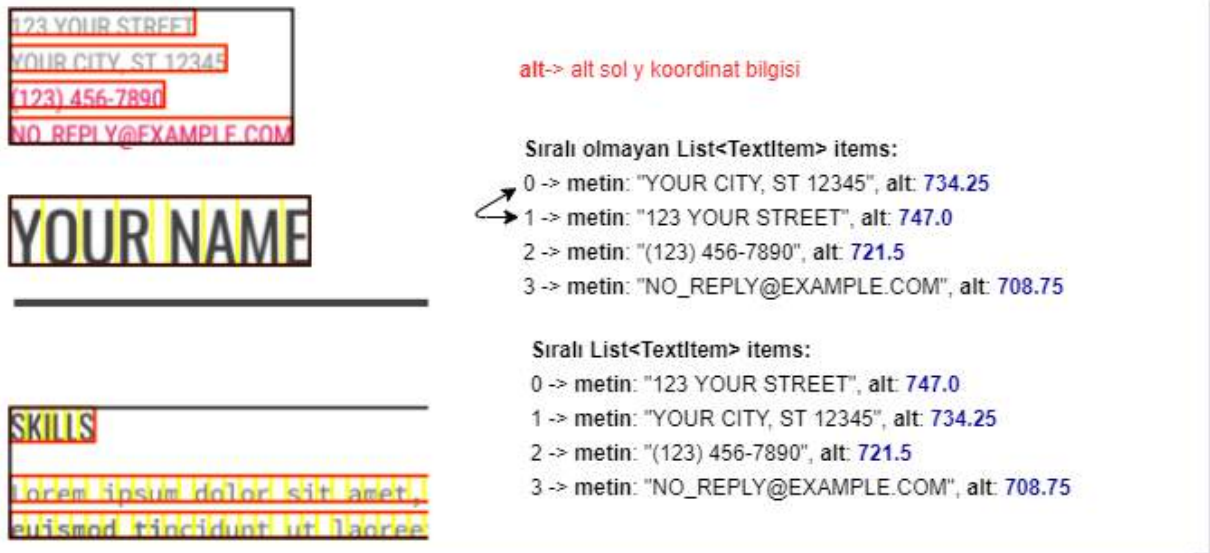 123 YOUR STREET
YOUR CITY, ST 12345
(123) 456-7890
NO_REPLY@EXAMPLE.COM
YOUR NAME
SKILLS
Lorem ipsum dolor sit amet,
euismod tincidunt ut laoree
alt-> alt sol y koordinat bilgisi
Sıralı olmayan List<TextItem> items:
0 -> metin: "YOUR CITY, ST 12345", alt: 734.25
1 -> metin: "123 YOUR STREET", alt: 747.0
2 -> metin: "(123) 456-7890", alt: 721.5
3 -> metin: "NO_REPLY@EXAMPLE.COM", alt: 708.75
Sıralı List<TextItem> items:
0 -> metin: "123 YOUR STREET", alt: 747.0
1 -> metin: "YOUR CITY, ST 12345", alt: 734.25
2 -> metin: "(123) 456-7890", alt: 721.5
3 -> metin: "NO_REPLY@EXAMPLE.COM", alt: 708.75